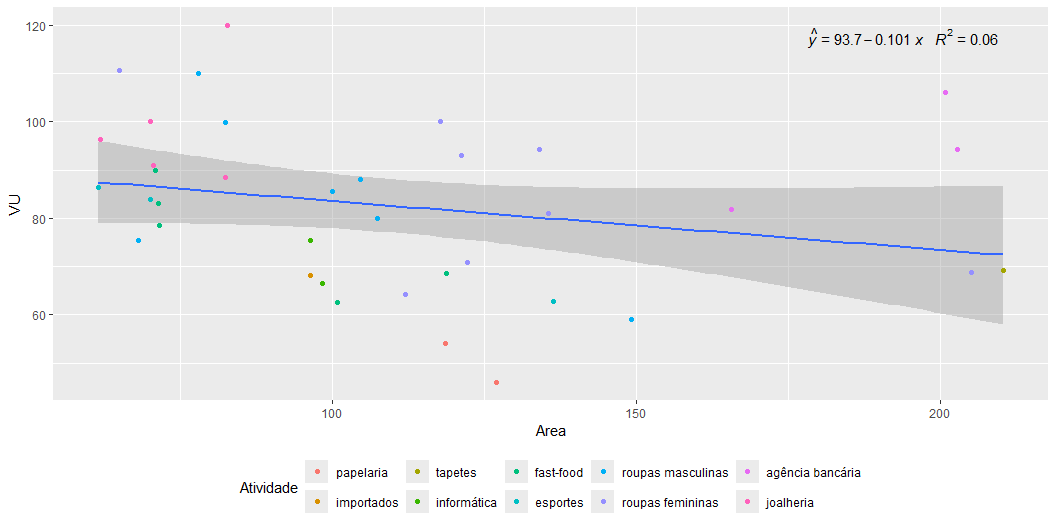 120
ŷ = 93.7 − 0.101 x R² = 0.06
100
VU
80
60
100 150 200
Area
Atividade
papelaria tapetes fast-food roupas masculinas agência bancária
importados informática esportes roupas femininas joalheria